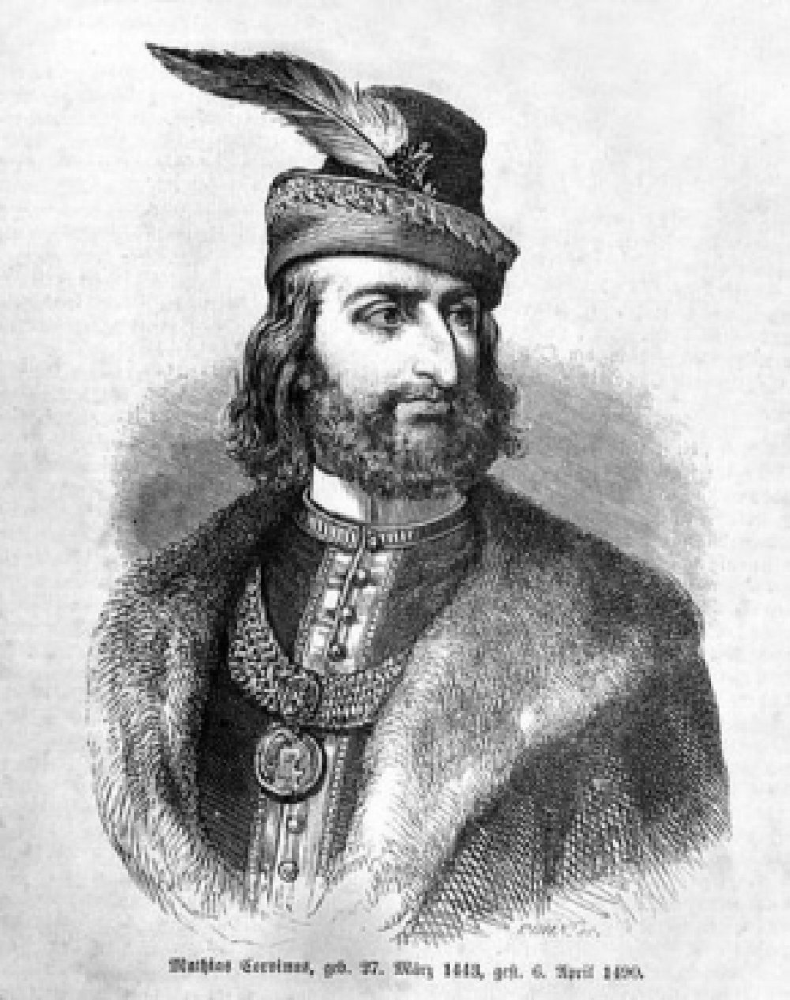 Mathias Corvinus, geb. 27. März 1443, gest. 6. April 1490.